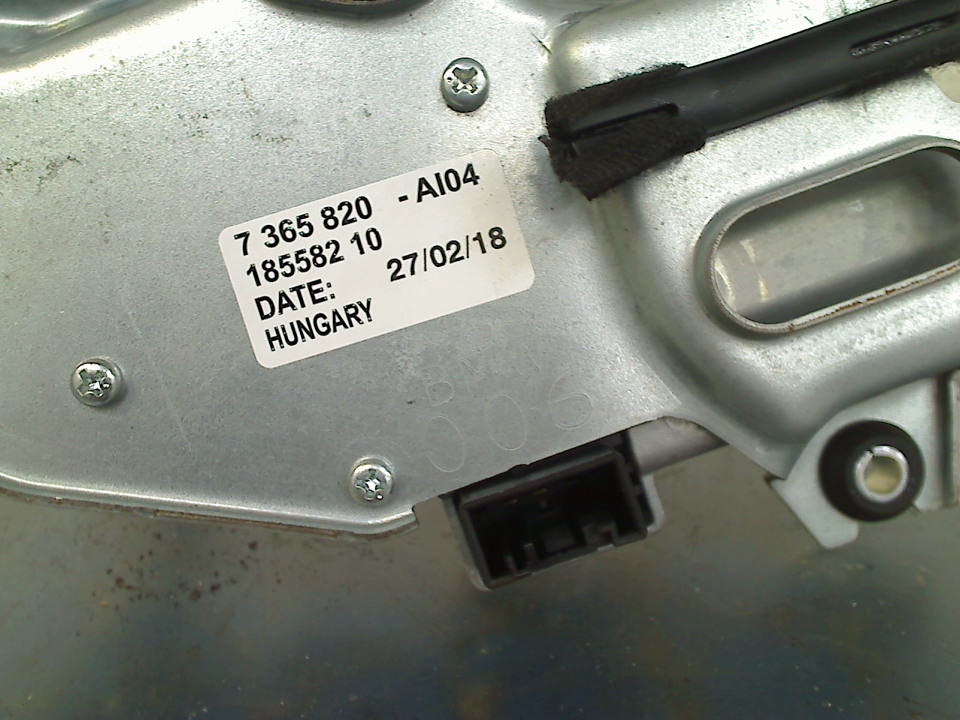 7 365 820 - AI04
185582 10
DATE: 27/02/18
HUNGARY